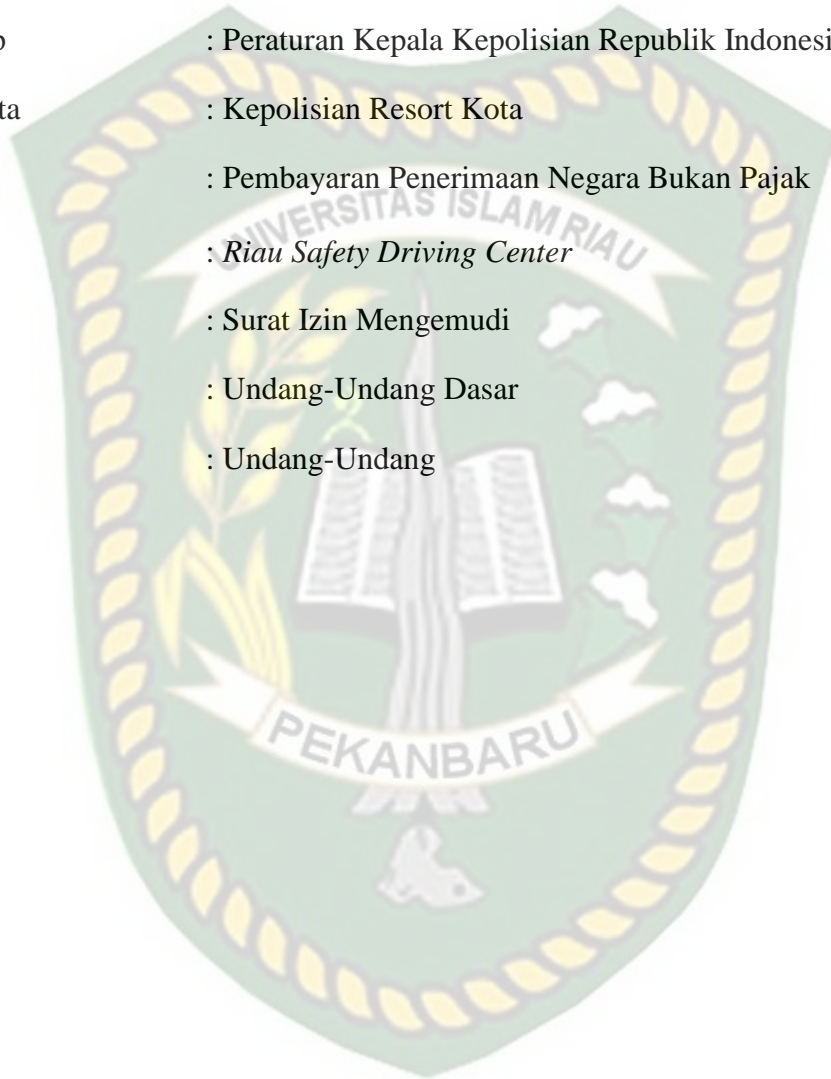 : Peraturan Kepala Kepolisian Republik Indonesi
ta : Kepolisian Resort Kota
: Pembayaran Penerimaan Negara Bukan Pajak
UNIVERSITAS ISLAM RIAU
: Riau Safety Driving Center
: Surat Izin Mengemudi
: Undang-Undang Dasar
: Undang-Undang
PEKANBARU